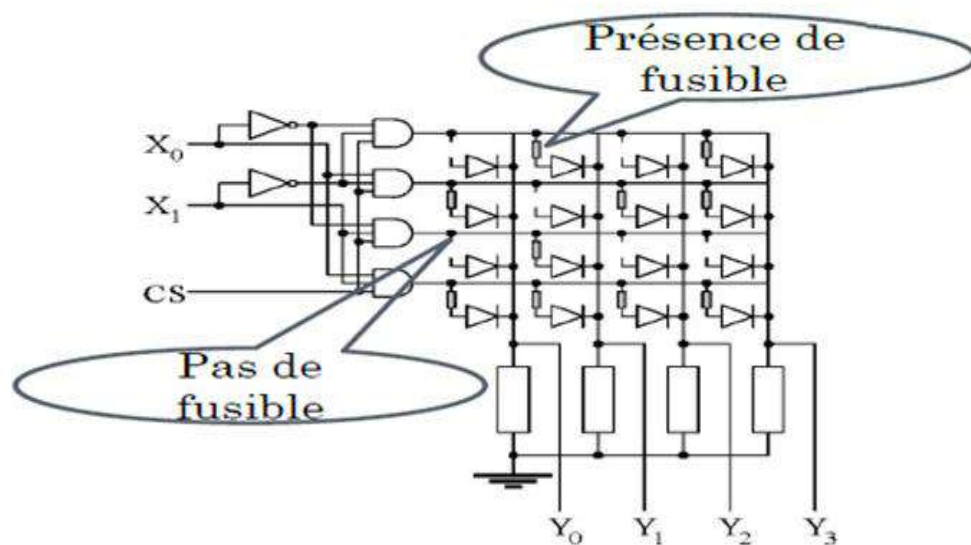 Présence de
fusible
X₀
X₁
CS
Pas de
fusible
Y₀ Y₁ Y₂ Y₃